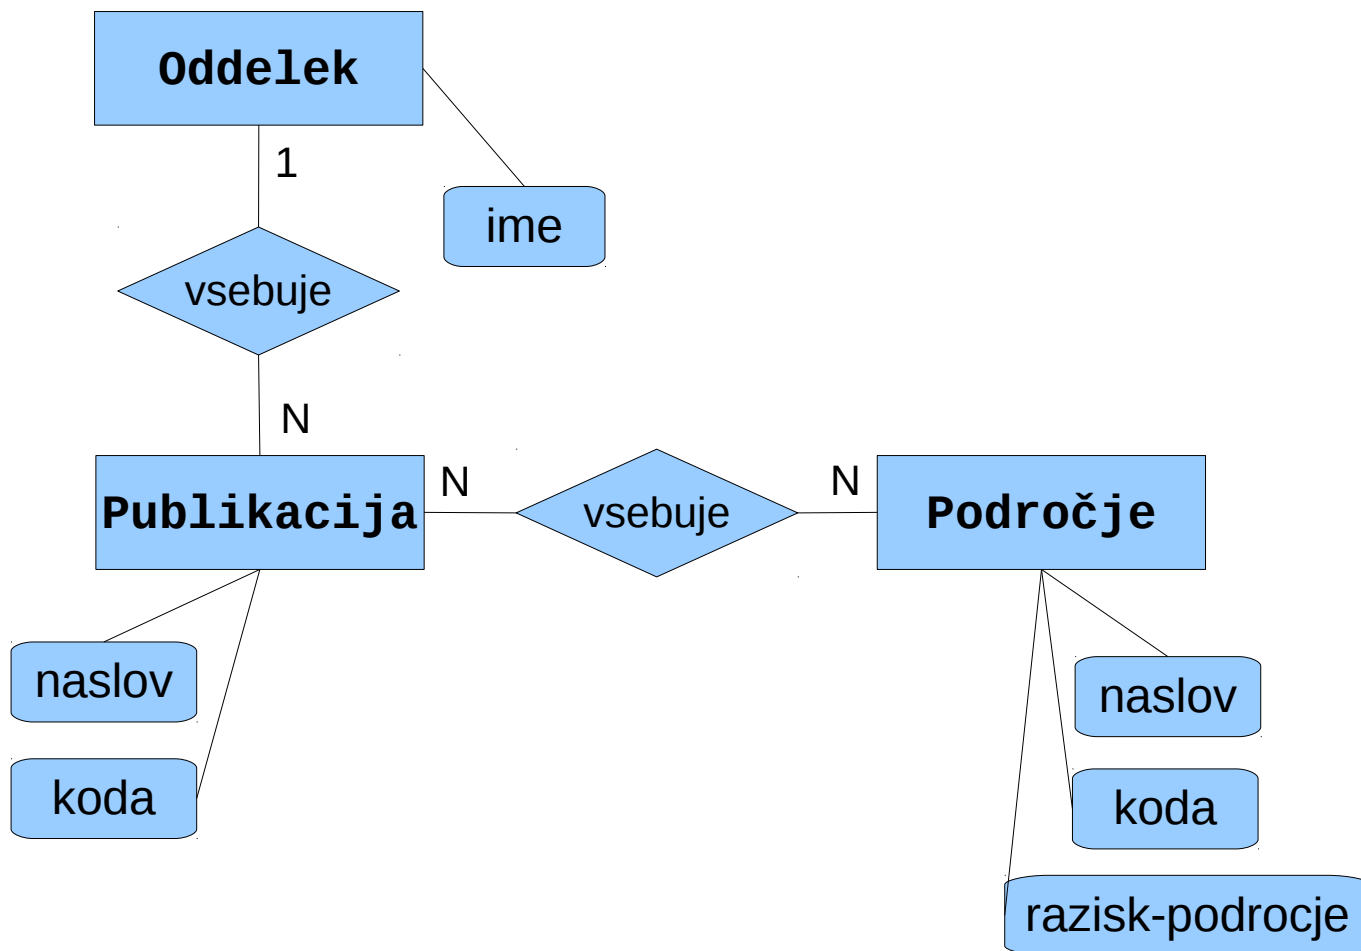 Oddelek
1
ime
vsebuje
N
Publikacija
N
vsebuje
N
Področje
naslov
koda
naslov
koda
razisk-podrocje